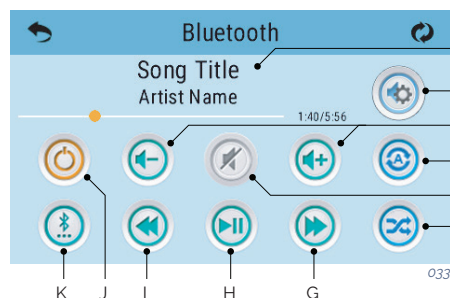 Bluetooth
Song Title
Artist Name
1:40/5:56
A
033
K J I H G